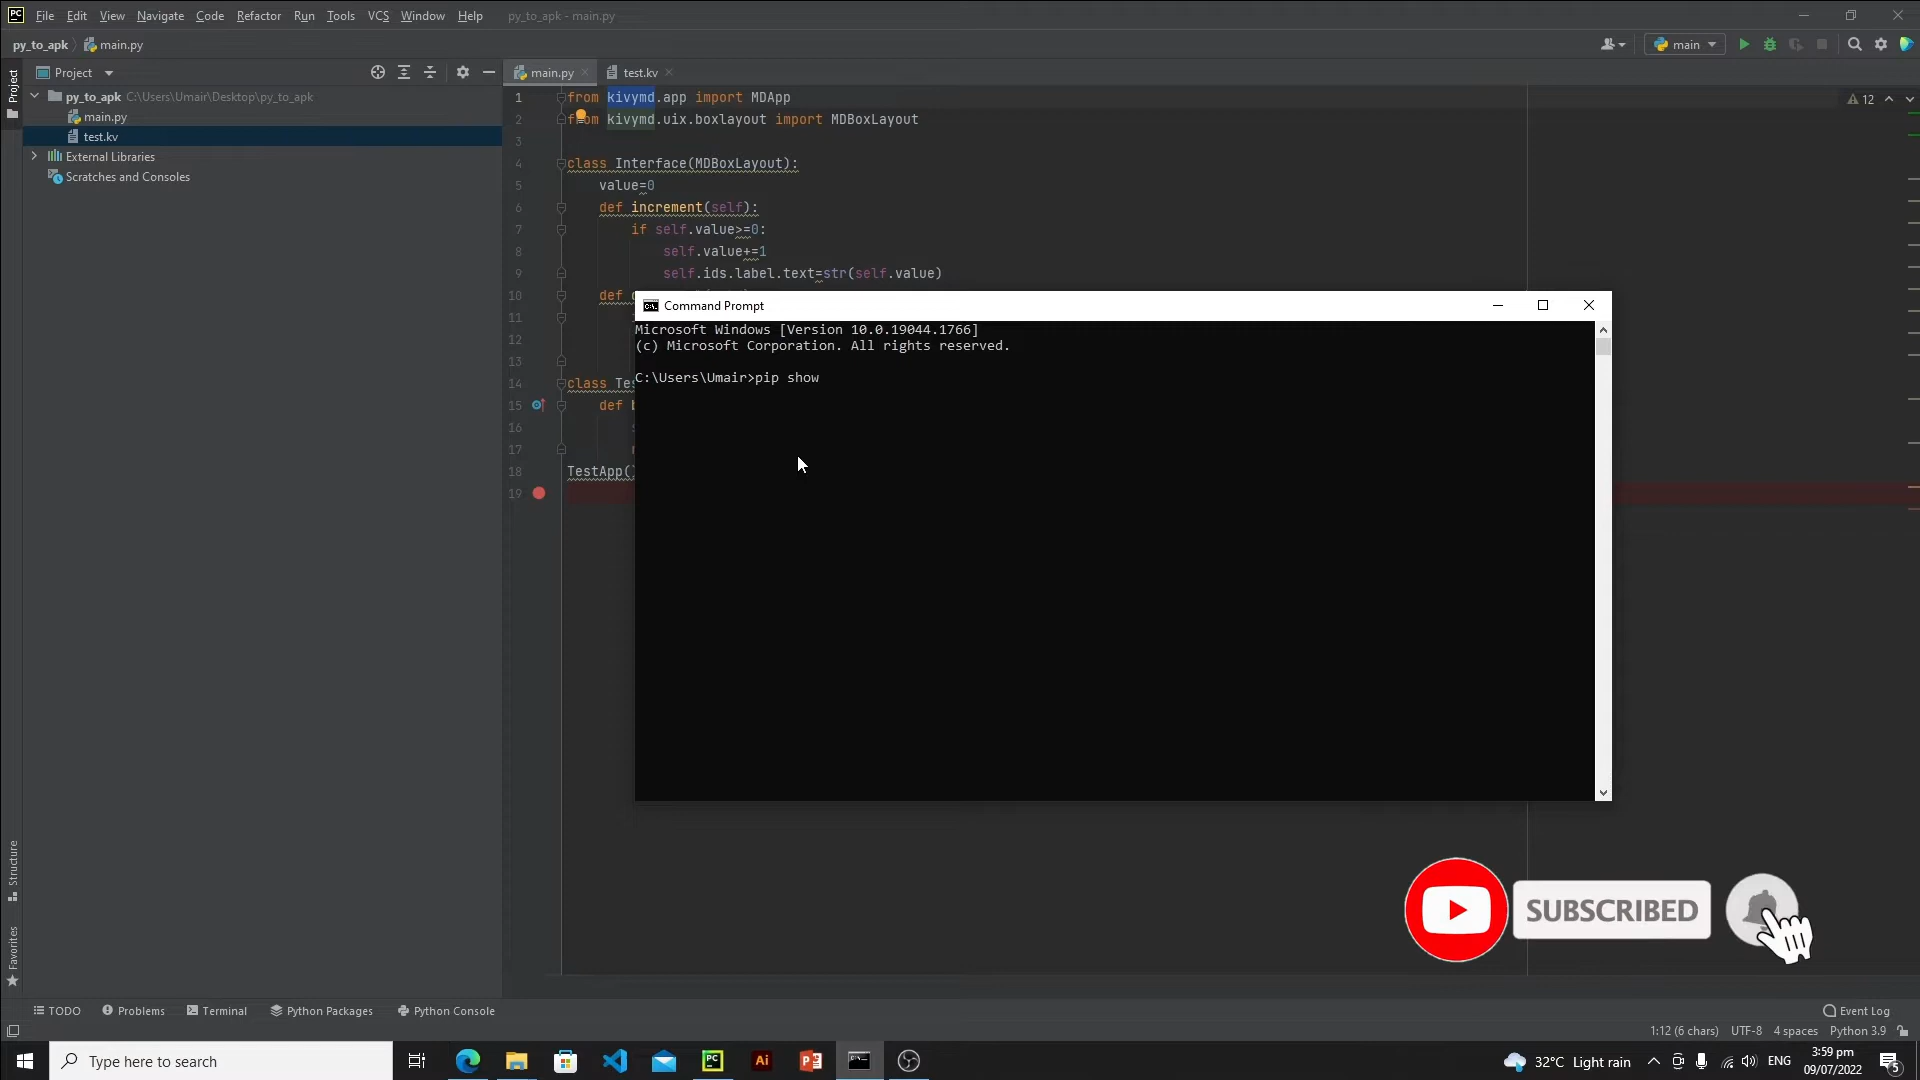 PC File Edit View Navigate Code Refactor Run Tools VCS Window Help py_to_apk - main.py
py_to_apk main.py
main
Project
Project
main.py
test.kv
py_to_apk C:\Users\Umair\Desktop\py_to_apk
main.py
test.kv
External Libraries
Scratches and Consoles
1 from kivymd.app import MDApp
12
2 from kivymd.uix.boxlayout import MDBoxLayout
3
4 class Interface(MDBoxLayout):
5 value=0
6 def increment(self):
7 if self.value>=0:
8 self.value+=1
9 self.ids.label.text=str(self.value)
10 def
11
12
13
14 class Te
15 def
16
17
18 TestApp()
19
Command Prompt
Microsoft Windows [Version 10.0.19044.1766]
(c) Microsoft Corporation. All rights reserved.
C:\Users\Umair>pip show
SUBSCRIBED
Structure
Favorites
TODO Problems Terminal Python Packages Python Console
Event Log
1:12 (6 chars) UTF-8 4 spaces Python 3.9
Type here to search
PC
Ai
32°C Light rain
ENG
3:59 pm
09/07/2022
5